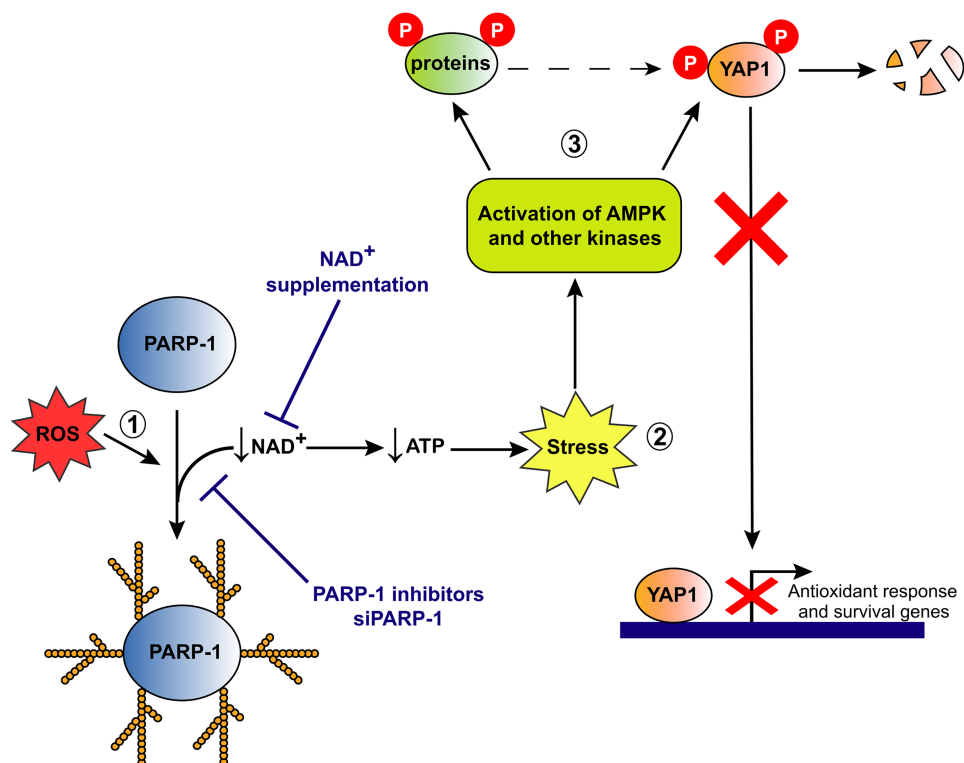 P
P
proteins
P
P
YAP1
3
Activation of AMPK
and other kinases
NAD+
supplementation
PARP-1
ROS
1
↓NAD+
↓ATP
Stress
2
PARP-1 inhibitors
siPARP-1
YAP1
Antioxidant response
and survival genes
PARP-1